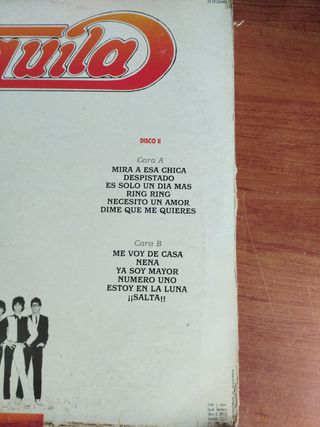 quila
DISCO II
Cara A
MIRA A ESA CHICA
DESPISTADO
ES SOLO UN DIA MAS
RING RING
NECESITO UN AMOR
DIME QUE ME QUIERES
Cara B
ME VOY DE CASA
NENA
YA SOY MAYOR
NUMERO UNO
ESTOY EN LA LUNA
¡¡SALTA!!